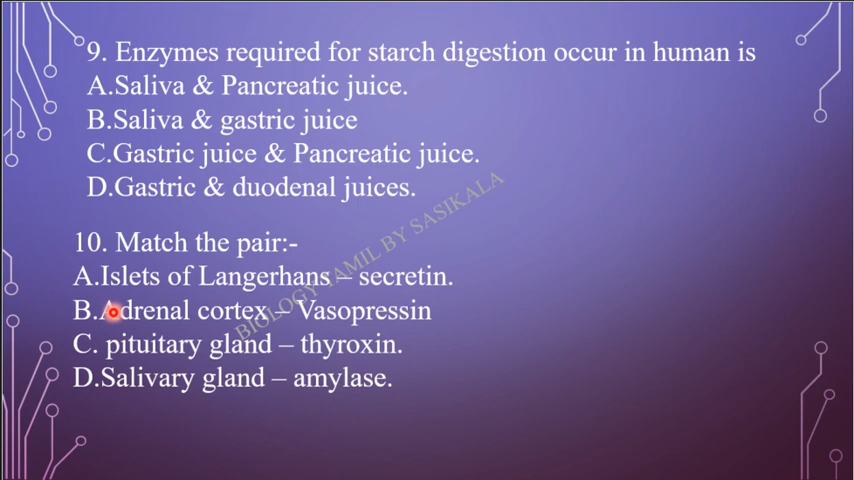 9. Enzymes required for starch digestion occur in human is
A.Saliva & Pancreatic juice.
B.Saliva & gastric juice
C.Gastric juice & Pancreatic juice.
D.Gastric & duodenal juices.
10. Match the pair:-
A.Islets of Langerhans – secretin.
B.Adrenal cortex – Vasopressin
C. pituitary gland – thyroxin.
D.Salivary gland – amylase.
BIOLOGY TAMIL BY SASIKALA